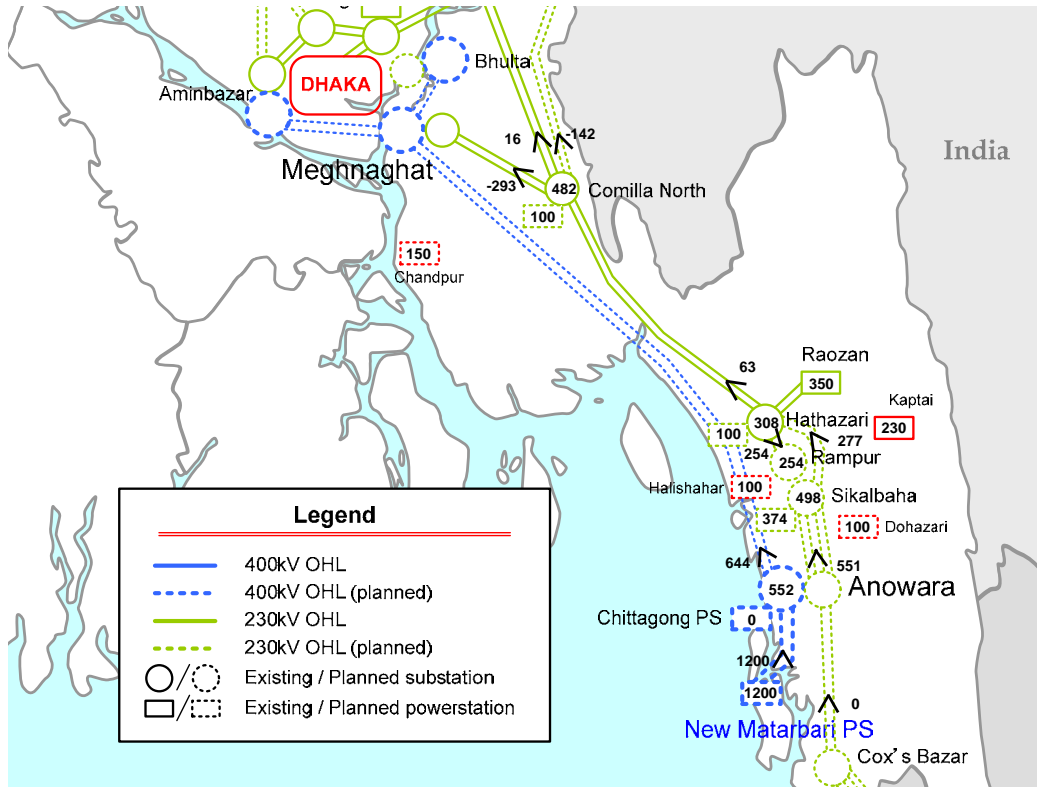 Bhulta
DHAKA
Aminbazar
Meghnaghat
16
-142
India
-293
482
Comilla North
100
150
Chandpur
63
Raozan
350
Kaptai
308
Hathazari
230
100
277
254
Rampur
254
Halishahar
100
Sikalbaha
498
374
100
Dohazari
644
551
552
Anowara
Chittagong PS
0
1200
1200
0
New Matarbari PS
Cox's Bazar
Legend
400kV OHL
400kV OHL (planned)
230kV OHL
230kV OHL (planned)
Existing / Planned substation
Existing / Planned powerstation